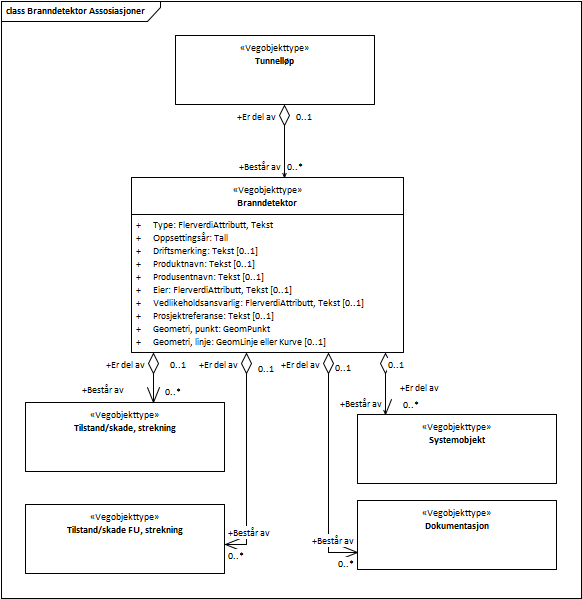 class Branndetektor Assosiasjoner
«Vegobjekttype»
Tunnelløp
+Er del av 0..1
+Består av 0..*
«Vegobjekttype»
Branndetektor
+ Type: FlerverdiAttributt, Tekst
+ Oppsettingsår: Tall
+ Driftsmerking: Tekst [0..1]
+ Produktnavn: Tekst [0..1]
+ Produsentnavn: Tekst [0..1]
+ Eier: FlerverdiAttributt, Tekst [0..1]
+ Vedlikeholdsansvarlig: FlerverdiAttributt, Tekst [0..1]
+ Prosjektreferanse: Tekst [0..1]
+ Geometri, punkt: GeomPunkt
+ Geometri, linje: GeomLinje eller Kurve [0..1]
+Er del av 0..1 +Er del av 0..1 +Er del av 0..1 0..1
+Er del av
+Består av 0..*
+Består av 0..*
«Vegobjekttype»
Tilstand/skade, strekning
«Vegobjekttype»
Systemobjekt
«Vegobjekttype»
Tilstand/skade FU, strekning
+Består av
0..*
«Vegobjekttype»
Dokumentasjon
+Består av
0..*